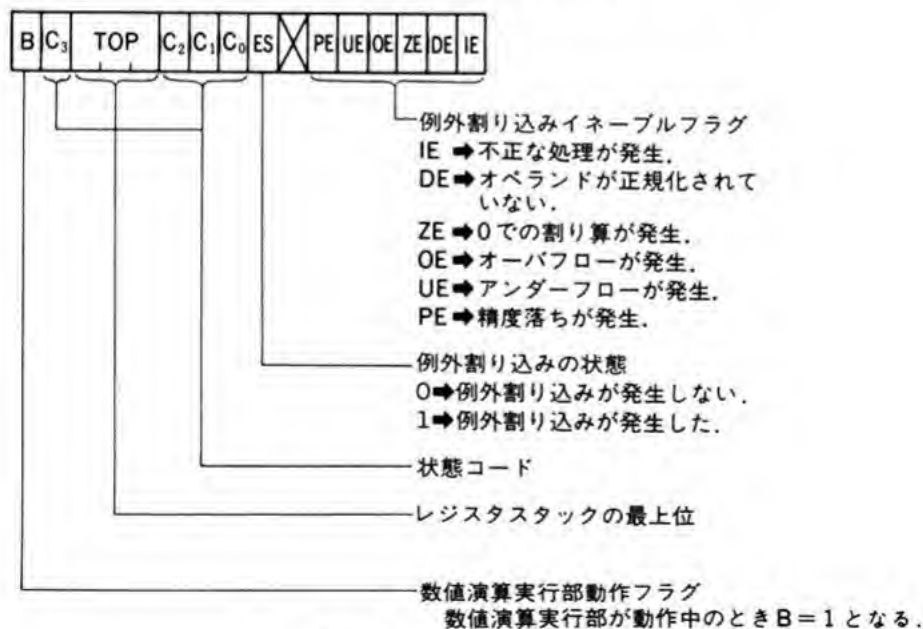 B C₃ TOP C₂ C₁ C₀ ES PE UE OE ZE DE IE
例外割り込みイネーブルフラグ
IE ➡不正な処理が発生.
DE➡オペランドが正規化されて
いない.
ZE ➡0での割り算が発生.
OE➡オーバフローが発生.
UE➡アンダーフローが発生.
PE➡精度落ちが発生.
例外割り込みの状態
0➡例外割り込みが発生しない.
1➡例外割り込みが発生した.
状態コード
レジスタスタックの最上位
数値演算実行部動作フラグ
数値演算実行部が動作中のときB=1となる.